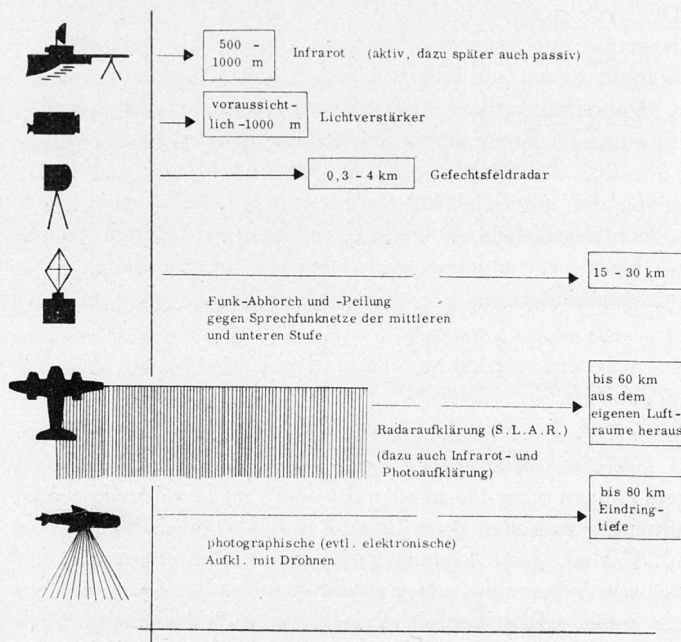 500 -
1000 m
Infrarot (aktiv, dazu später auch passiv)
voraussicht-
lich -1000 m
Lichtverstärker
0,3 - 4 km
Gefechtsfeldradar
15 - 30 km
Funk-Abhorch und -Peilung
gegen Sprechfunknetze der mittleren
und unteren Stufe
bis 60 km
aus dem
eigenen Luft-
raume heraus
Radaraufklärung (S.L.A.R.)
(dazu auch Infrarot- und
Photoaufklärung)
bis 80 km
Eindring-
tiefe
photographische (evtl. elektronische)
Aufkl. mit Drohnen